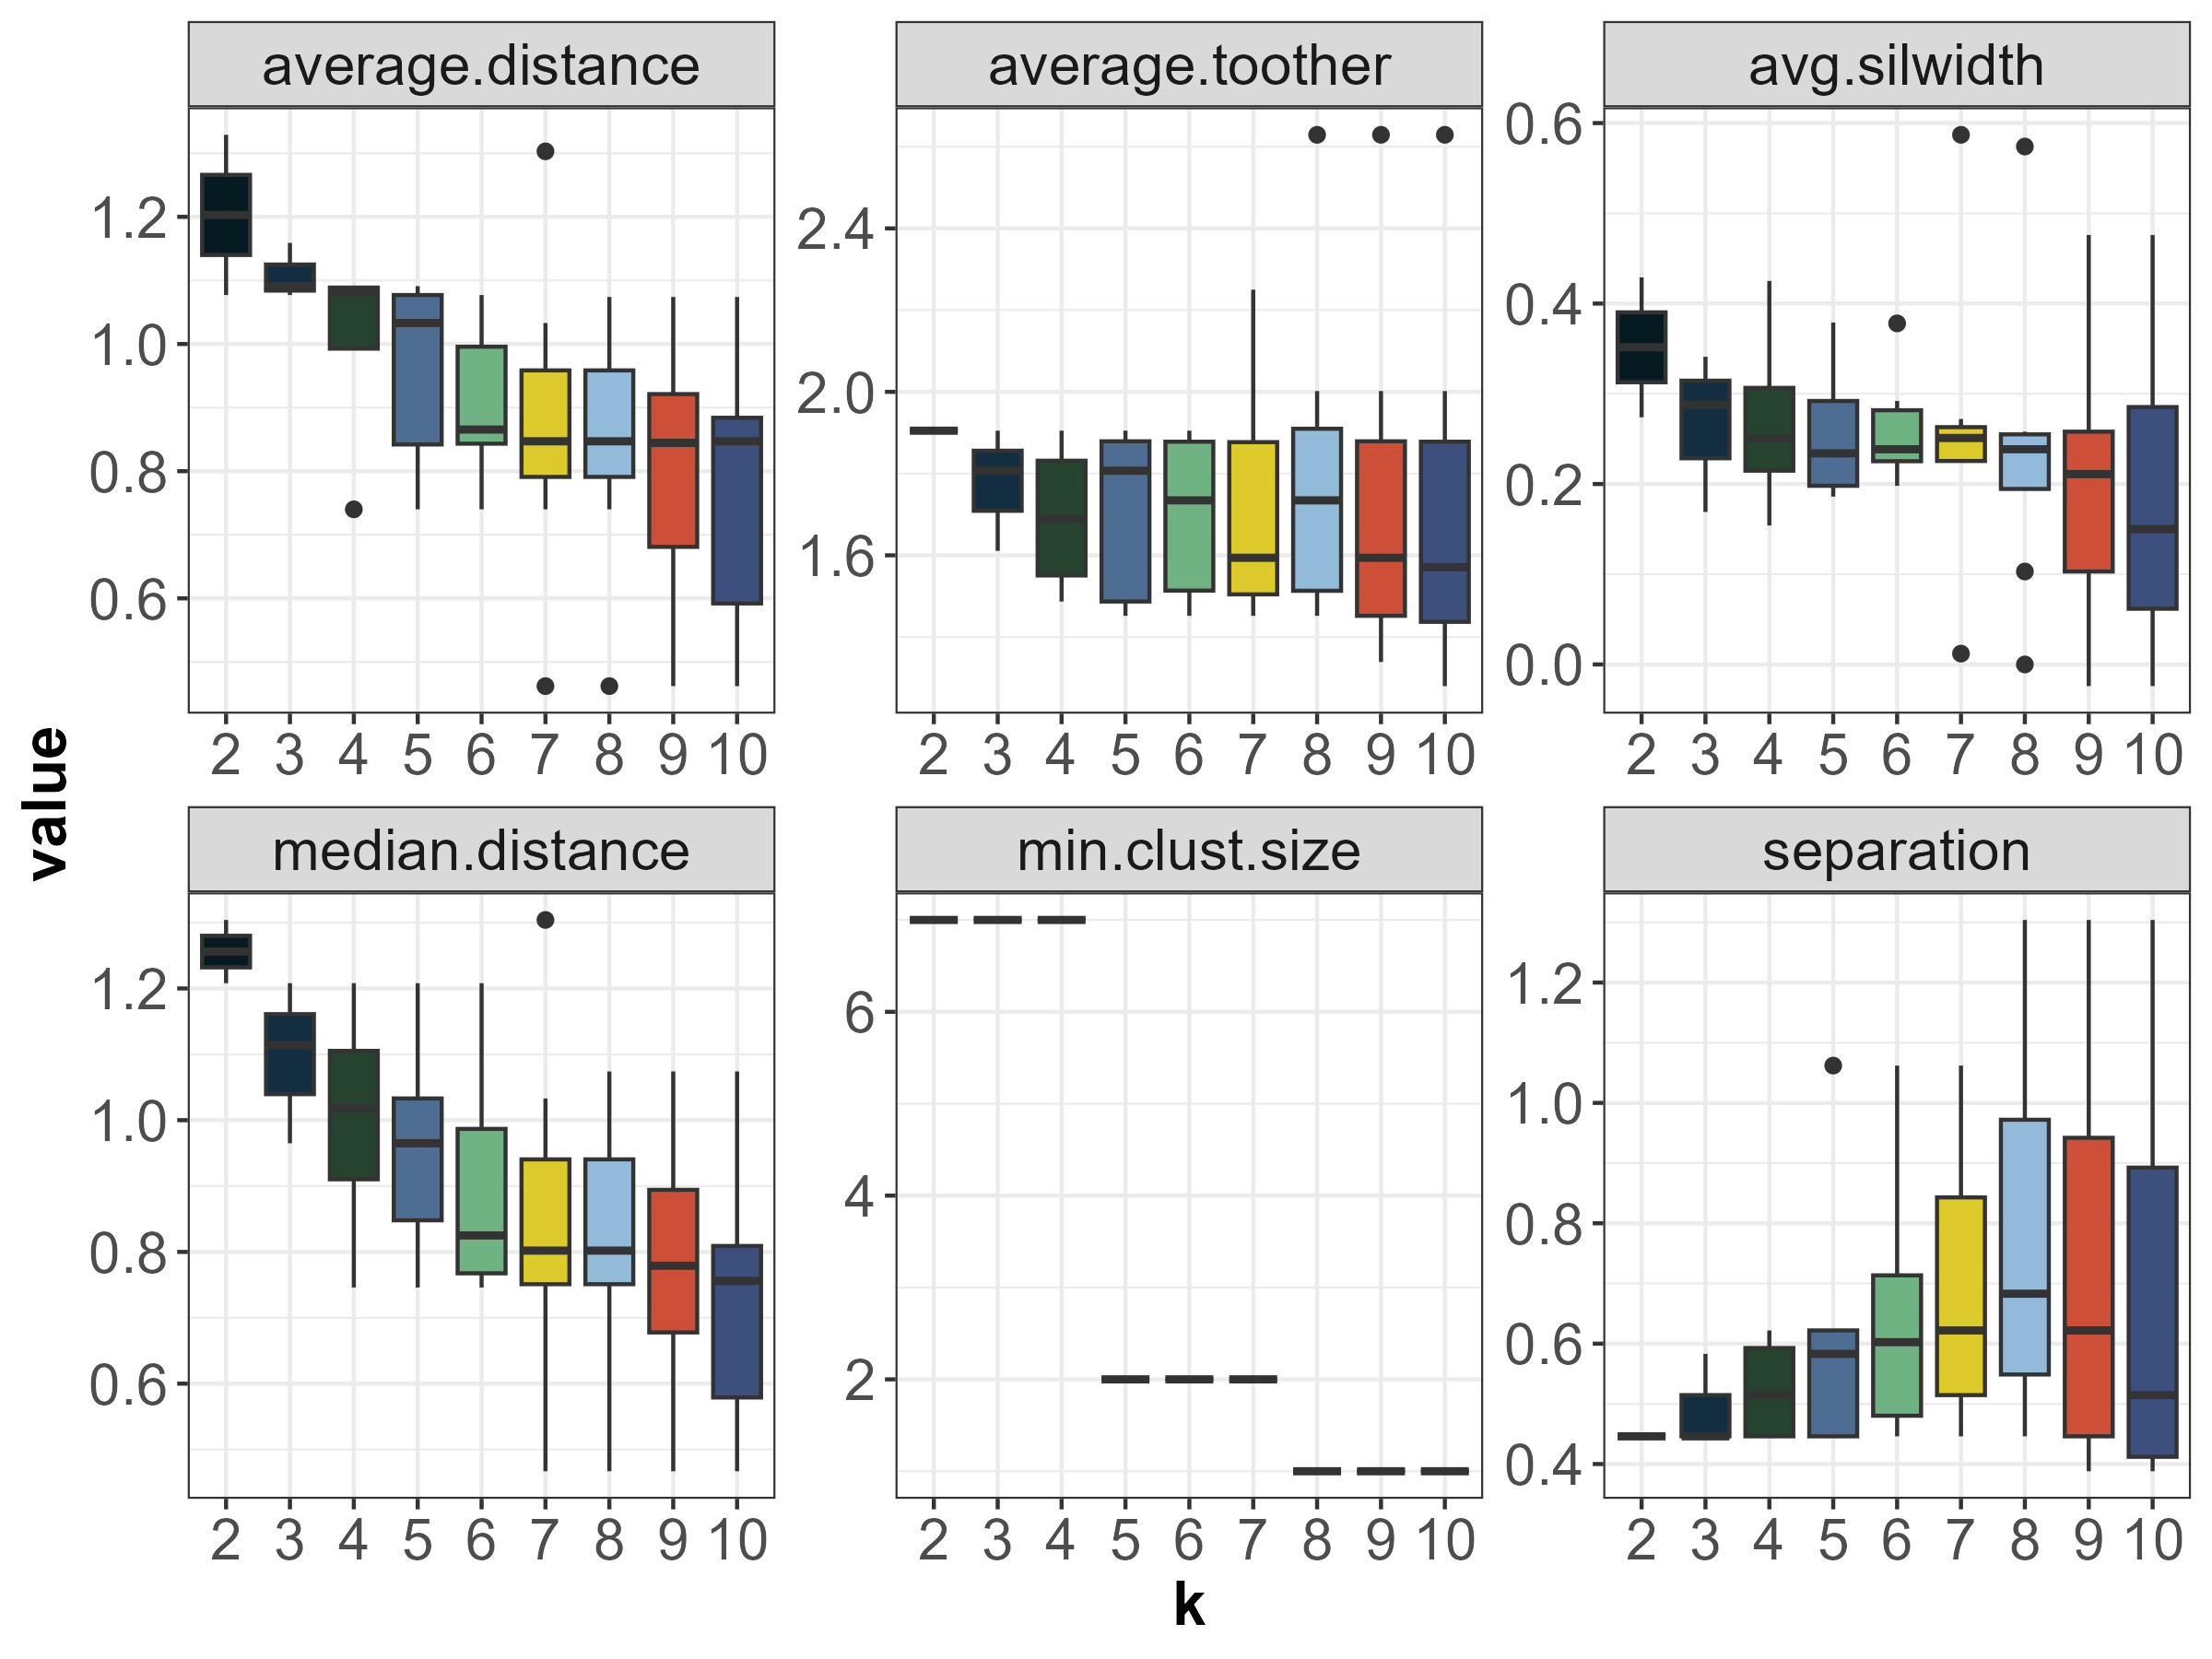 average.distance
average.toother
avg.silwidth
1.2
1.0
0.8
0.6
2.4
2.0
1.6
0.6
0.4
0.2
0.0
2 3 4 5 6 7 8 9 10
2 3 4 5 6 7 8 9 10
2 3 4 5 6 7 8 9 10
value
median.distance
min.clust.size
separation
1.2
1.0
0.8
0.6
6
4
2
1.2
1.0
0.8
0.6
0.4
2 3 4 5 6 7 8 9 10
2 3 4 5 6 7 8 9 10
2 3 4 5 6 7 8 9 10
k